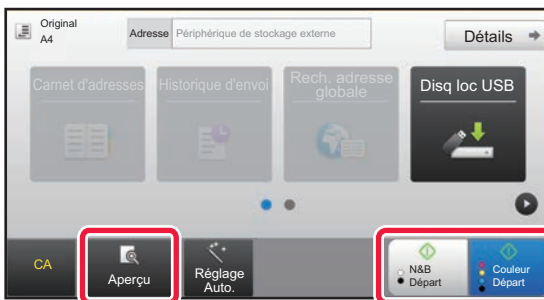 Original
A4
Adresse
Périphérique de stockage externe
Détails
Carnet d'adresses
Historique d'envoi
Rech. adresse
globale
Disq loc USB
CA
Aperçu
Réglage
Auto.
N&B
Départ
Couleur
Départ